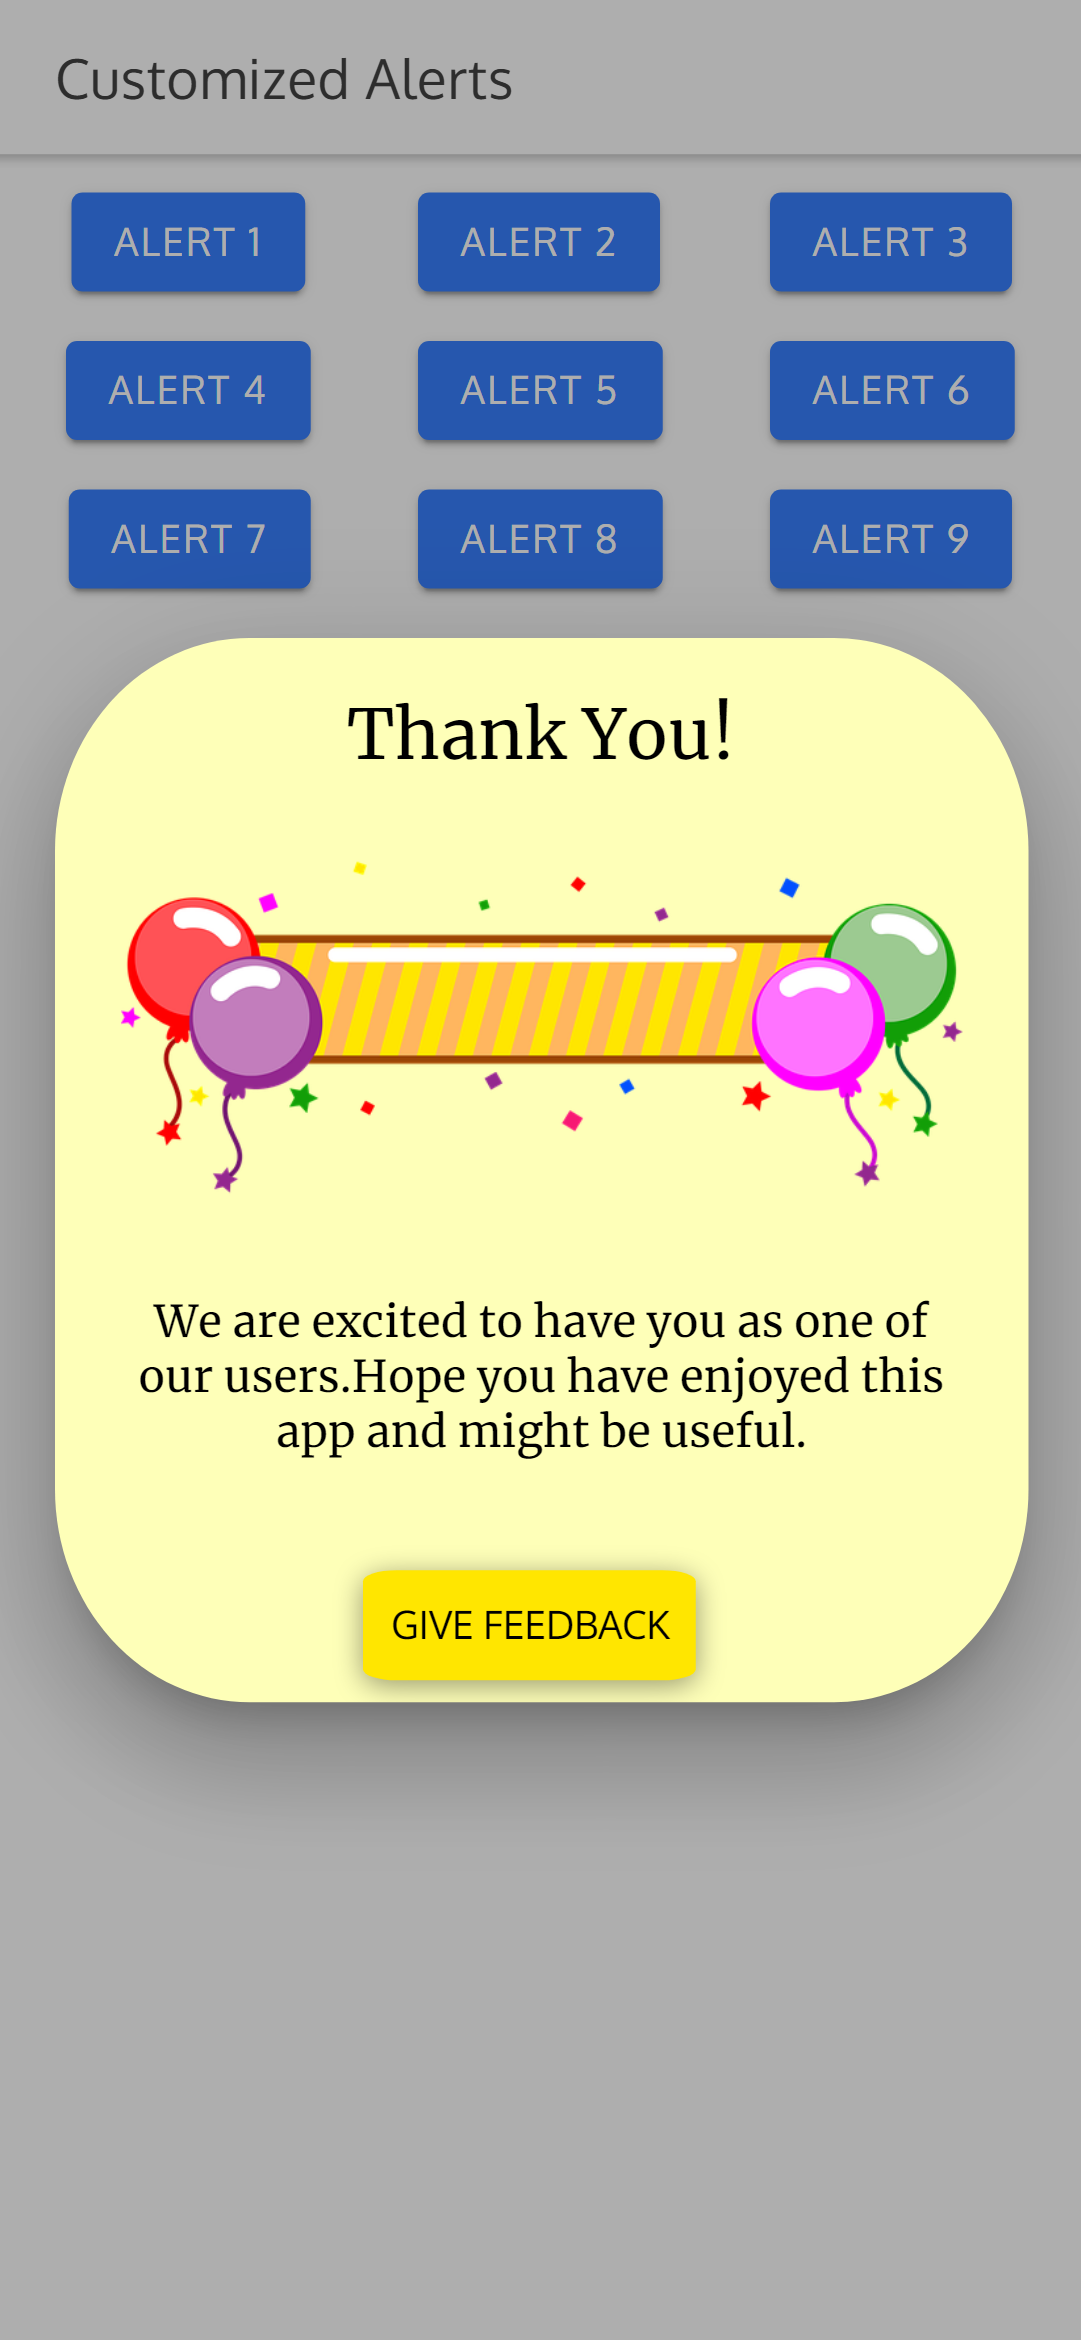 Customized Alerts
ALERT 1
ALERT 2
ALERT 3
ALERT 4
ALERT 5
ALERT 6
ALERT 7
ALERT 8
ALERT 9
Thank You!
We are excited to have you as one of
our users.Hope you have enjoyed this
app and might be useful.
GIVE FEEDBACK